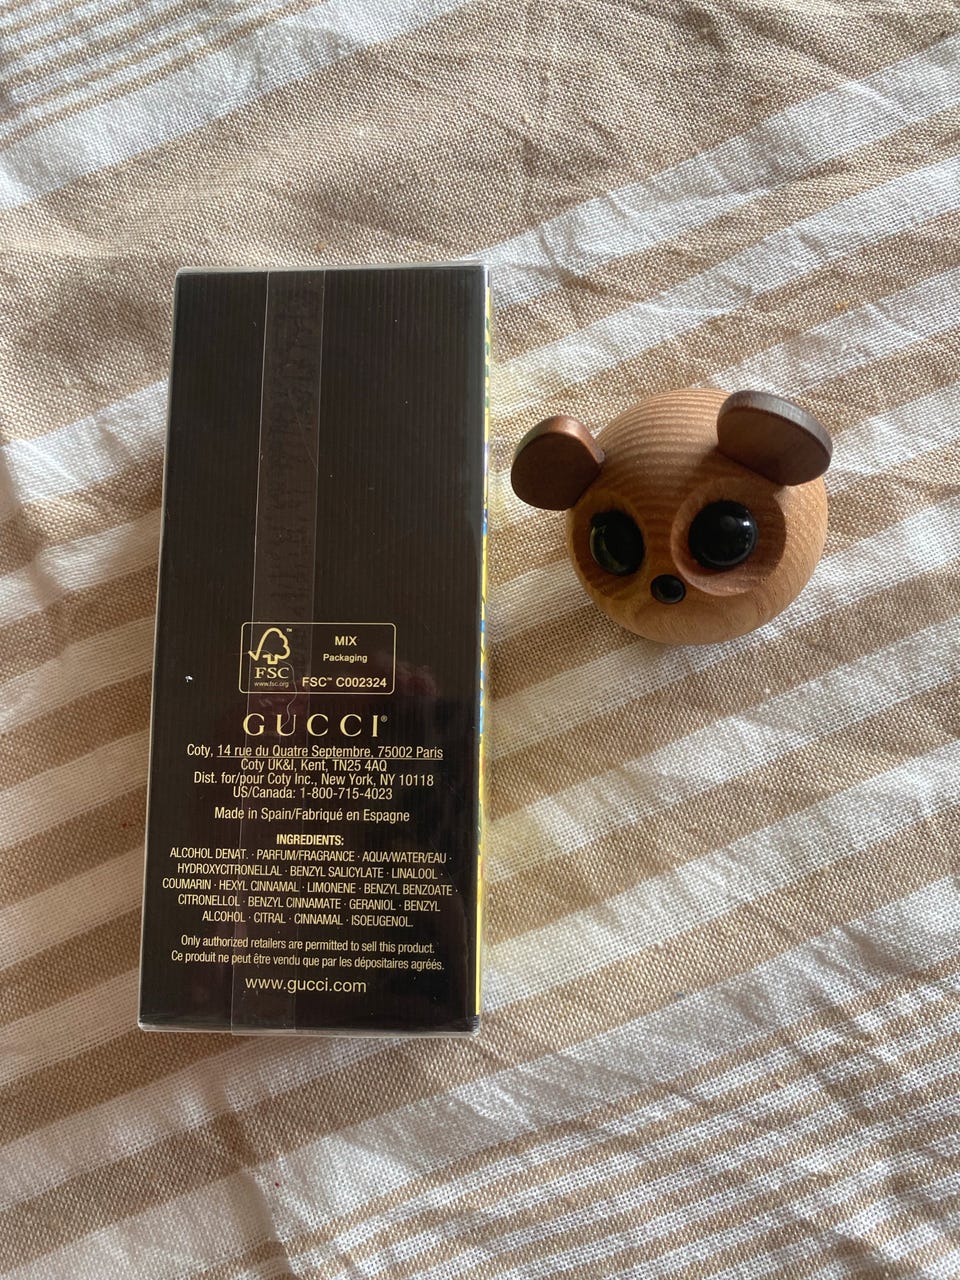 FSC™
www.fsc.org
MIX
Packaging
FSC™ C002324
GUCCI®
Coty, 14 rue du Quatre Septembre, 75002 Paris
Coty UK&I, Kent, TN25 4AQ
Dist. for/pour Coty Inc., New York, NY 10118
US/Canada: 1-800-715-4023
Made in Spain/Fabriqué en Espagne
INGREDIENTS:
ALCOHOL DENAT. · PARFUM/FRAGRANCE · AQUA/WATER/EAU ·
HYDROXYCITRONELLAL · BENZYL SALICYLATE · LINALOOL ·
COUMARIN · HEXYL CINNAMAL · LIMONENE · BENZYL BENZOATE ·
CITRONELLOL · BENZYL CINNAMATE · GERANIOL · BENZYL
ALCOHOL · CITRAL · CINNAMAL · ISOEUGENOL.
Only authorized retailers are permitted to sell this product.
Ce produit ne peut être vendu que par les dépositaires agréés.
www.gucci.com